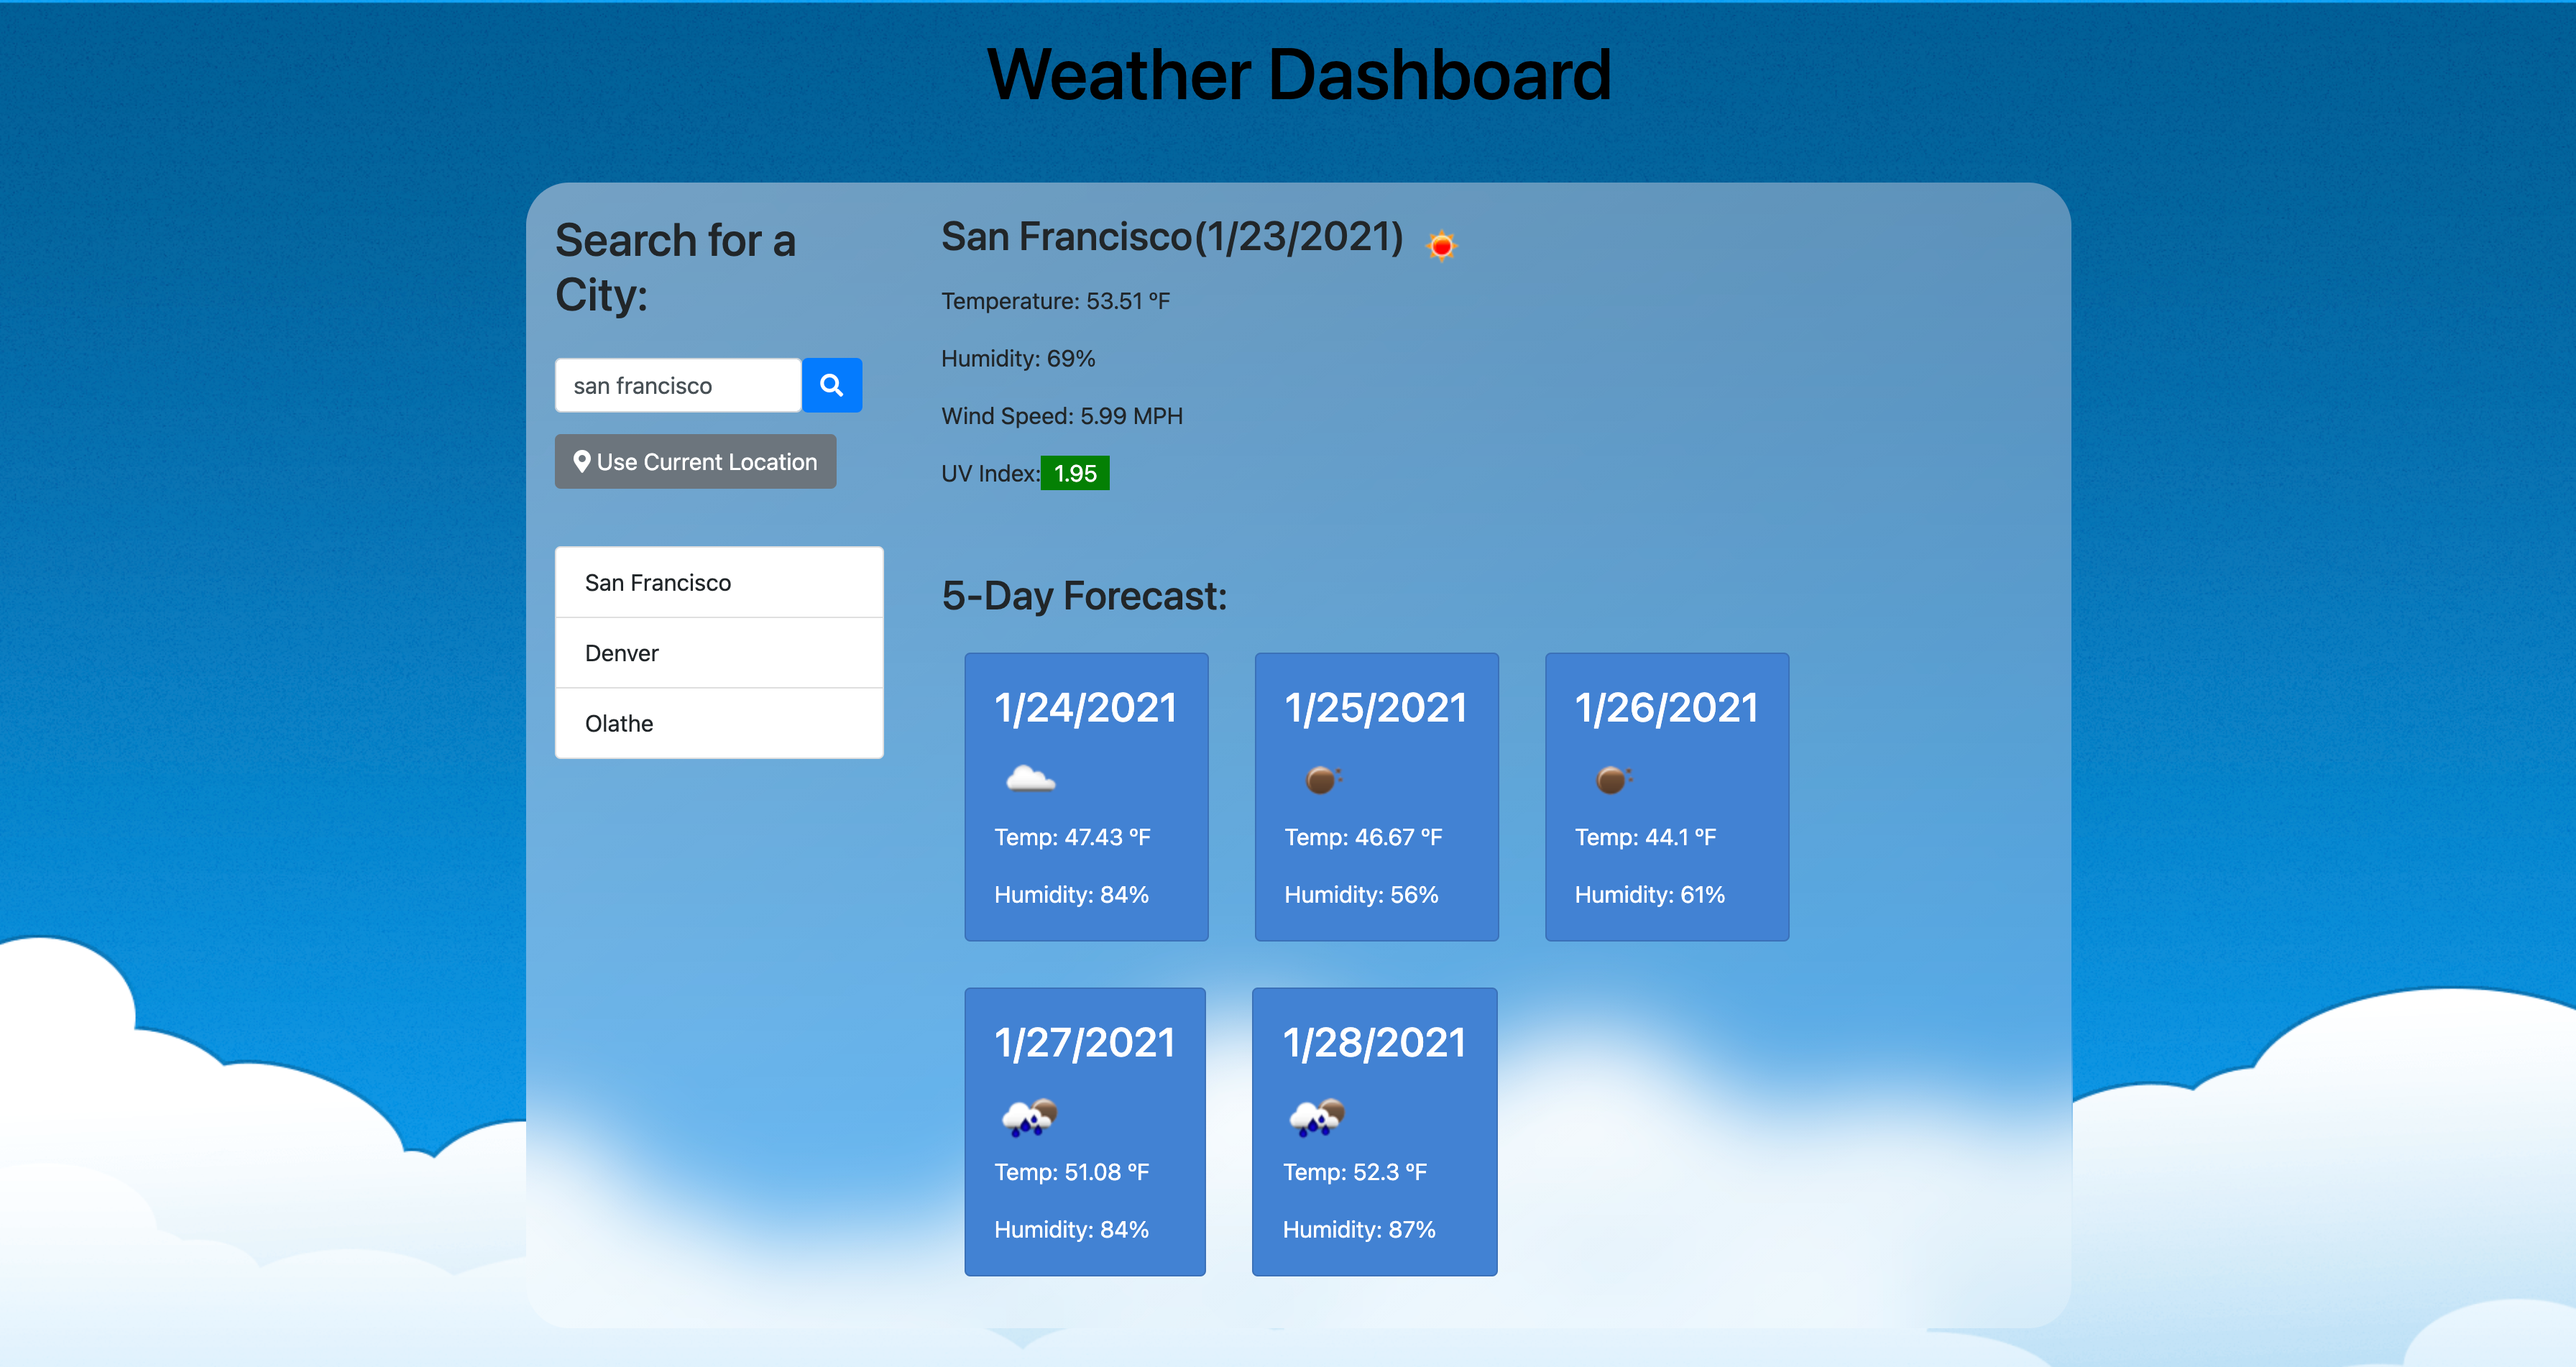 Weather Dashboard
Search for a
City:
san francisco
Use Current Location
San Francisco
Denver
Olathe
San Francisco(1/23/2021)
Temperature: 53.51 °F
Humidity: 69%
Wind Speed: 5.99 MPH
UV Index: 1.95
5-Day Forecast:
1/24/2021
Temp: 47.43 °F
Humidity: 84%
1/25/2021
Temp: 46.67 °F
Humidity: 56%
1/26/2021
Temp: 44.1 °F
Humidity: 61%
1/27/2021
Temp: 51.08 °F
Humidity: 84%
1/28/2021
Temp: 52.3 °F
Humidity: 87%